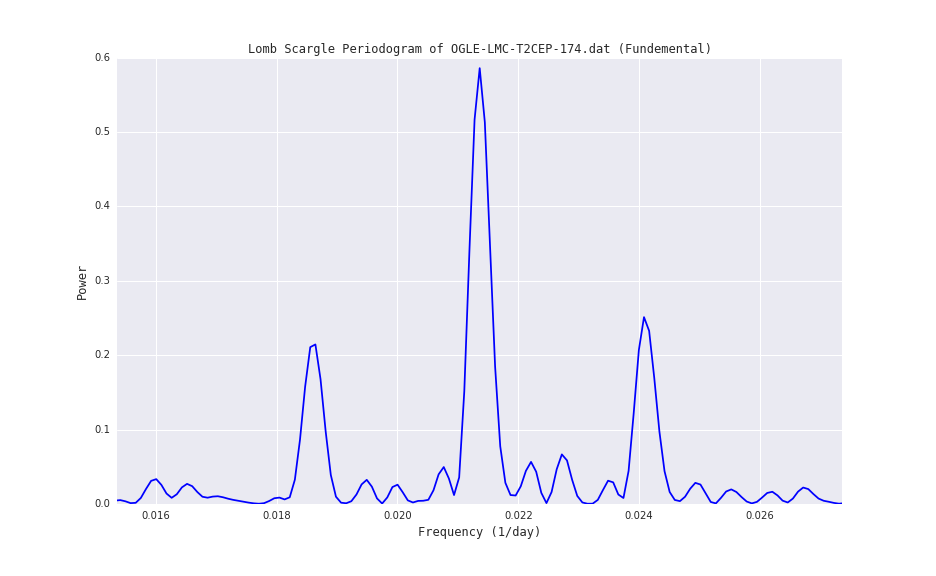 Lomb Scargle Periodogram of OGLE-LMC-T2CEP-174.dat (Fundemental)
0.6
0.5
0.4
0.3
0.2
0.1
0.0
Power
0.016 0.018 0.020 0.022 0.024 0.026
Frequency (1/day)